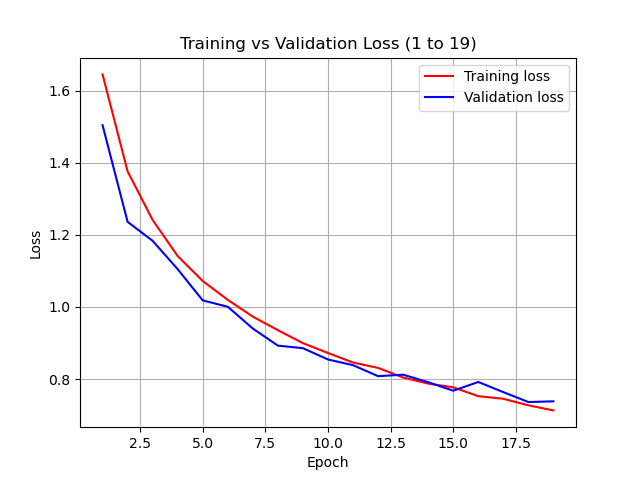 Training vs Validation Loss (1 to 19)
Training loss
Validation loss
Loss
1.6
1.4
1.2
1.0
0.8
2.5 5.0 7.5 10.0 12.5 15.0 17.5
Epoch